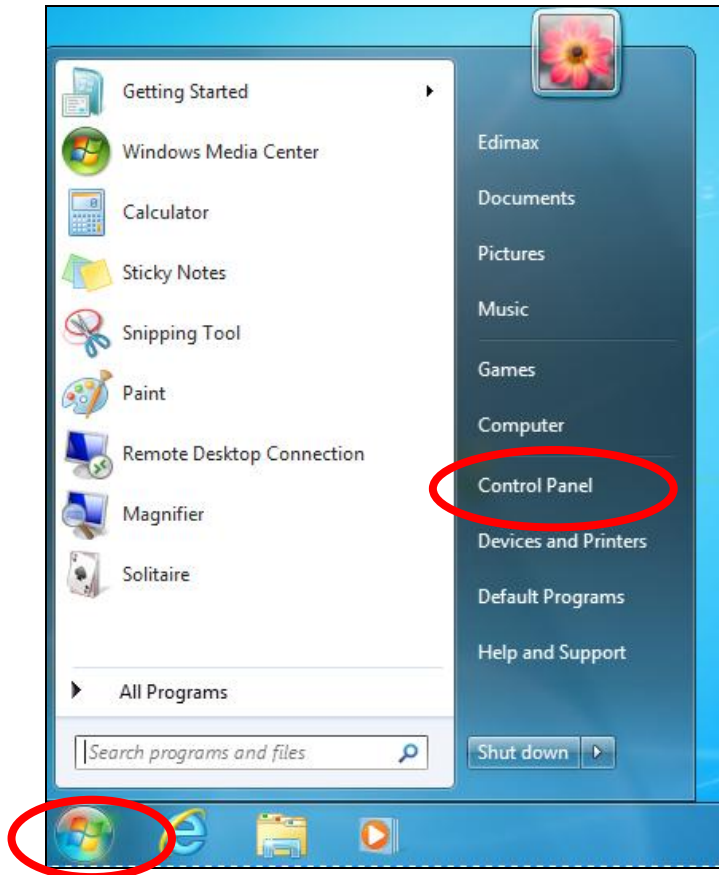 Getting Started
Windows Media Center
Calculator
Sticky Notes
Snipping Tool
Paint
Remote Desktop Connection
Magnifier
Solitaire
All Programs
Search programs and files
Edimax
Documents
Pictures
Music
Games
Computer
Control Panel
Devices and Printers
Default Programs
Help and Support
Shut down